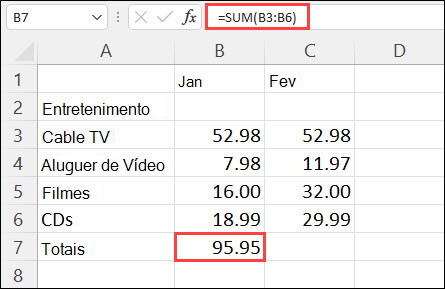 B7 fx =SUM(B3:B6)
A B C D
1 Jan Fev
2 Entretenimento
3 Cable TV 52.98 52.98
4 Aluguer de Vídeo 7.98 11.97
5 Filmes 16.00 32.00
6 CDs 18.99 29.99
7 Totais 95.95
8